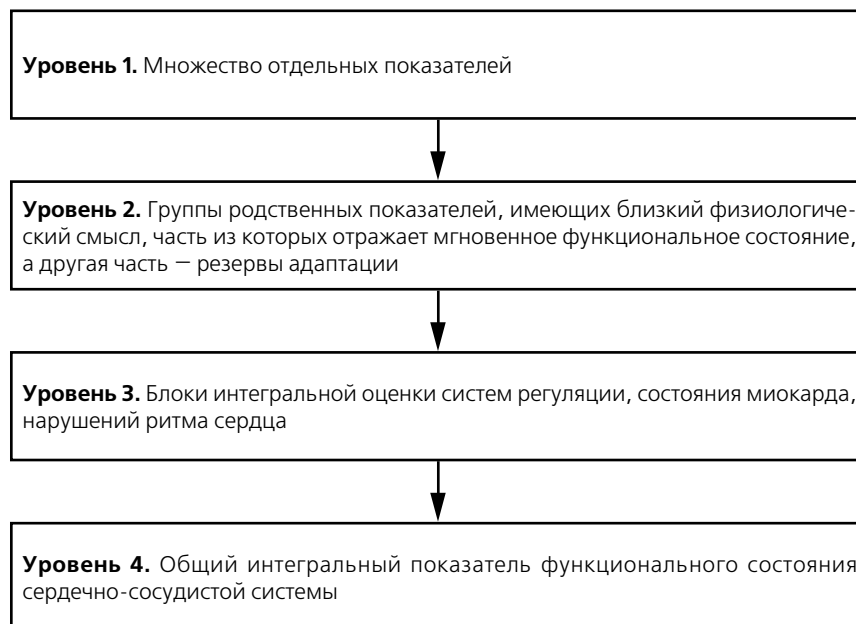 Уровень 1. Множество отдельных показателей
Уровень 2. Группы родственных показателей, имеющих близкий физиологиче-
ский смысл, часть из которых отражает мгновенное функциональное состояние,
а другая часть — резервы адаптации
Уровень 3. Блоки интегральной оценки систем регуляции, состояния миокарда,
нарушений ритма сердца
Уровень 4. Общий интегральный показатель функционального состояния
сердечно-сосудистой системы